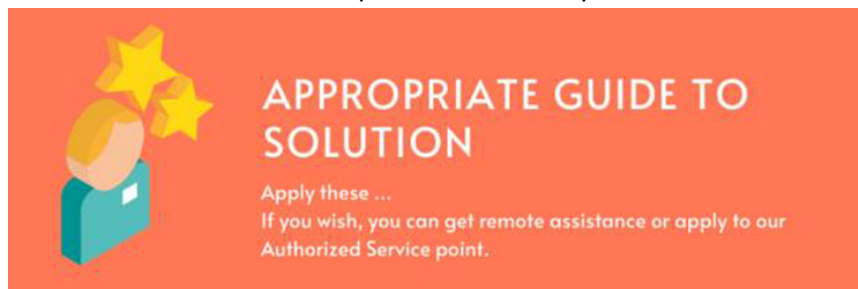 APPROPRIATE GUIDE TO
SOLUTION
Apply these ...
If you wish, you can get remote assistance or apply to our
Authorized Service point.